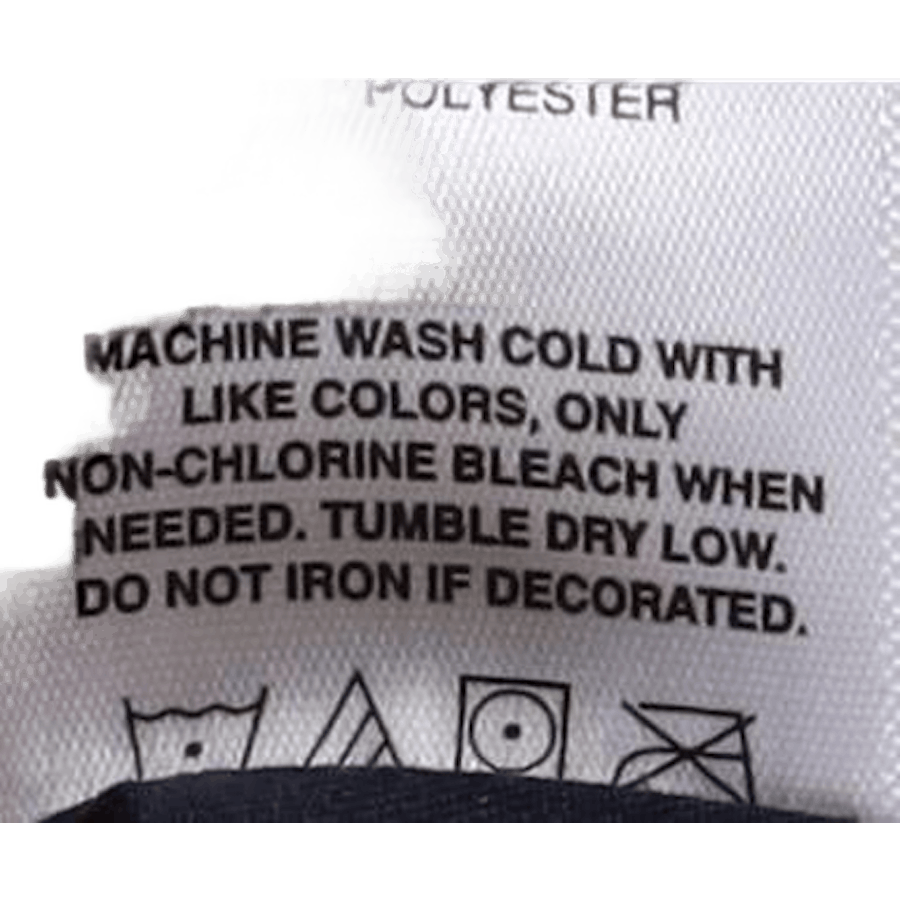 POLYESTER
MACHINE WASH COLD WITH
LIKE COLORS, ONLY
NON-CHLORINE BLEACH WHEN
NEEDED. TUMBLE DRY LOW.
DO NOT IRON IF DECORATED.